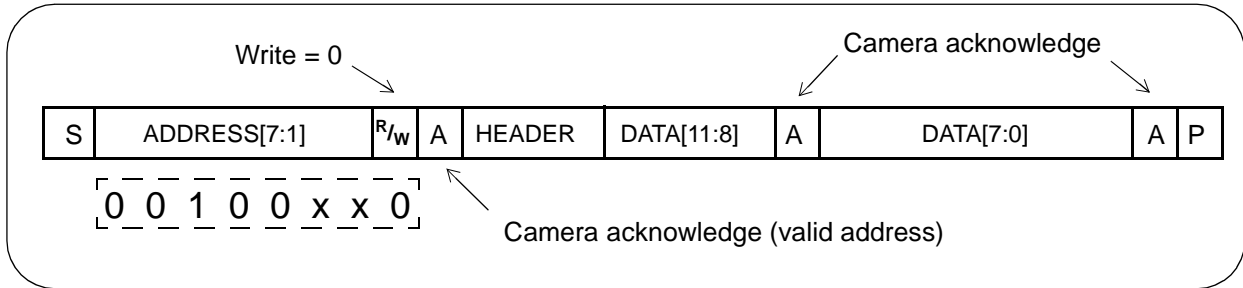 Write = 0
Camera acknowledge
S ADDRESS[7:1] R/W A HEADER DATA[11:8] A DATA[7:0] A P
0 0 1 0 0 x x 0
Camera acknowledge (valid address)